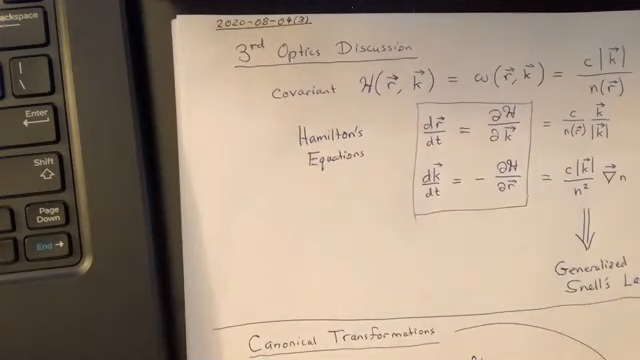 Backspace
|
\
Enter
Shift
Page
Down
End
2020-08-04(3)
3rd Optics Discussion
Covariant ℋ(r⃗, k⃗) = ω(r⃗, k⃗) = c|k⃗| / n(r⃗)
Hamilton's
Equations
dr⃗/dt = ∂ℋ/∂k⃗ = c/n(r⃗) k⃗/|k⃗|
dk⃗/dt = - ∂ℋ/∂r⃗ = c|k⃗|/n² ∇⃗n
⇓
Generalized
Snell's La
Canonical Transformations